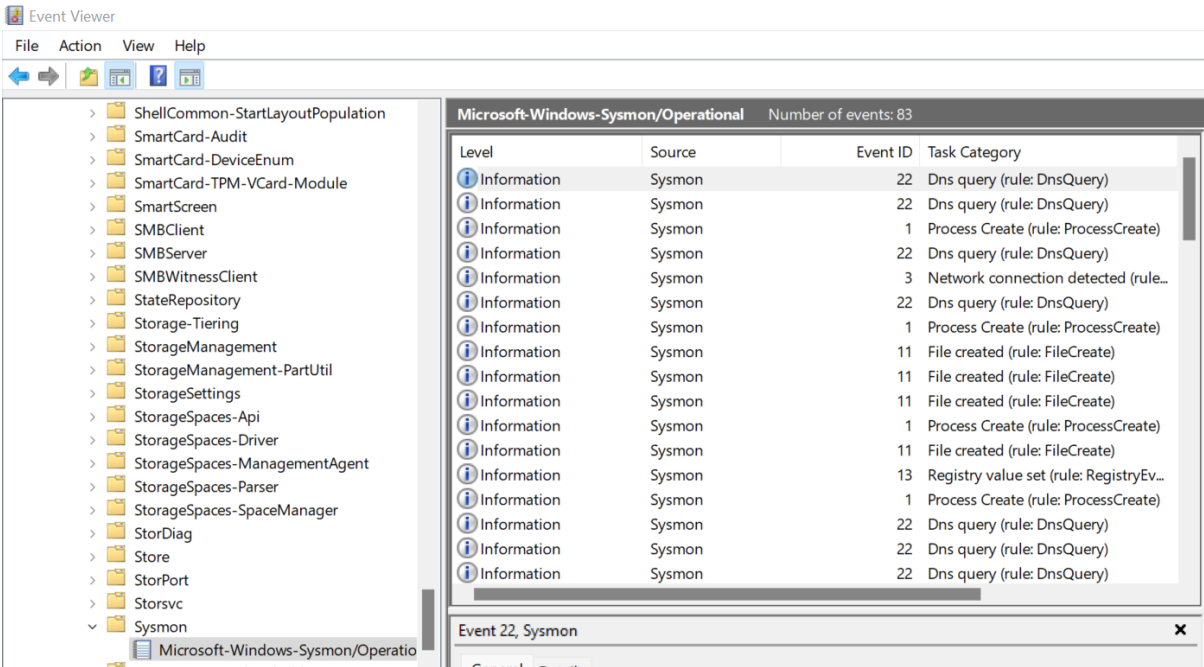 Event Viewer
File Action View Help
ShellCommon-StartLayoutPopulation
SmartCard-Audit
SmartCard-DeviceEnum
SmartCard-TPM-VCard-Module
SmartScreen
SMBClient
SMBServer
SMBWitnessClient
StateRepository
Storage-Tiering
StorageManagement
StorageManagement-PartUtil
StorageSettings
StorageSpaces-Api
StorageSpaces-Driver
StorageSpaces-ManagementAgent
StorageSpaces-Parser
StorageSpaces-SpaceManager
StorDiag
Store
StorPort
Storsvc
Sysmon
Microsoft-Windows-Sysmon/Operatio
Microsoft-Windows-Sysmon/Operational Number of events: 83
Level Source Event ID Task Category
Information Sysmon 22 Dns query (rule: DnsQuery)
Information Sysmon 22 Dns query (rule: DnsQuery)
Information Sysmon 1 Process Create (rule: ProcessCreate)
Information Sysmon 22 Dns query (rule: DnsQuery)
Information Sysmon 3 Network connection detected (rule...
Information Sysmon 22 Dns query (rule: DnsQuery)
Information Sysmon 1 Process Create (rule: ProcessCreate)
Information Sysmon 11 File created (rule: FileCreate)
Information Sysmon 11 File created (rule: FileCreate)
Information Sysmon 11 File created (rule: FileCreate)
Information Sysmon 1 Process Create (rule: ProcessCreate)
Information Sysmon 11 File created (rule: FileCreate)
Information Sysmon 13 Registry value set (rule: RegistryEv...
Information Sysmon 1 Process Create (rule: ProcessCreate)
Information Sysmon 22 Dns query (rule: DnsQuery)
Information Sysmon 22 Dns query (rule: DnsQuery)
Information Sysmon 22 Dns query (rule: DnsQuery)
Event 22, Sysmon